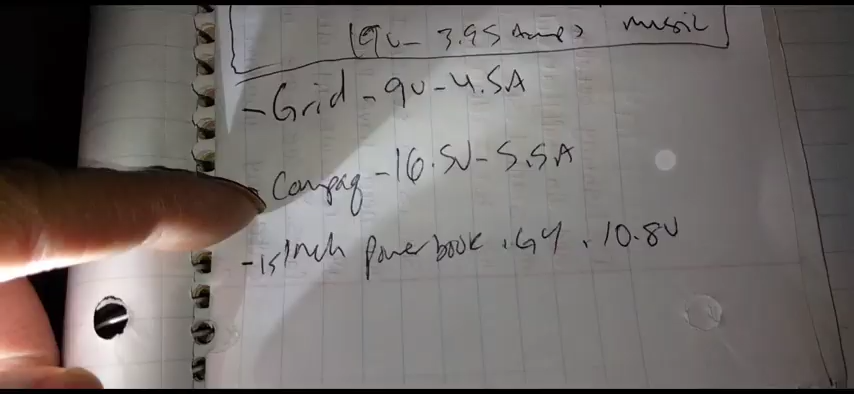 19v- 3.95 Amps music
- Grid - 9v - 4.5A
- Compaq - 16.5V - 5.5A
- 15 Inch powerbook . G4 . 10.8V